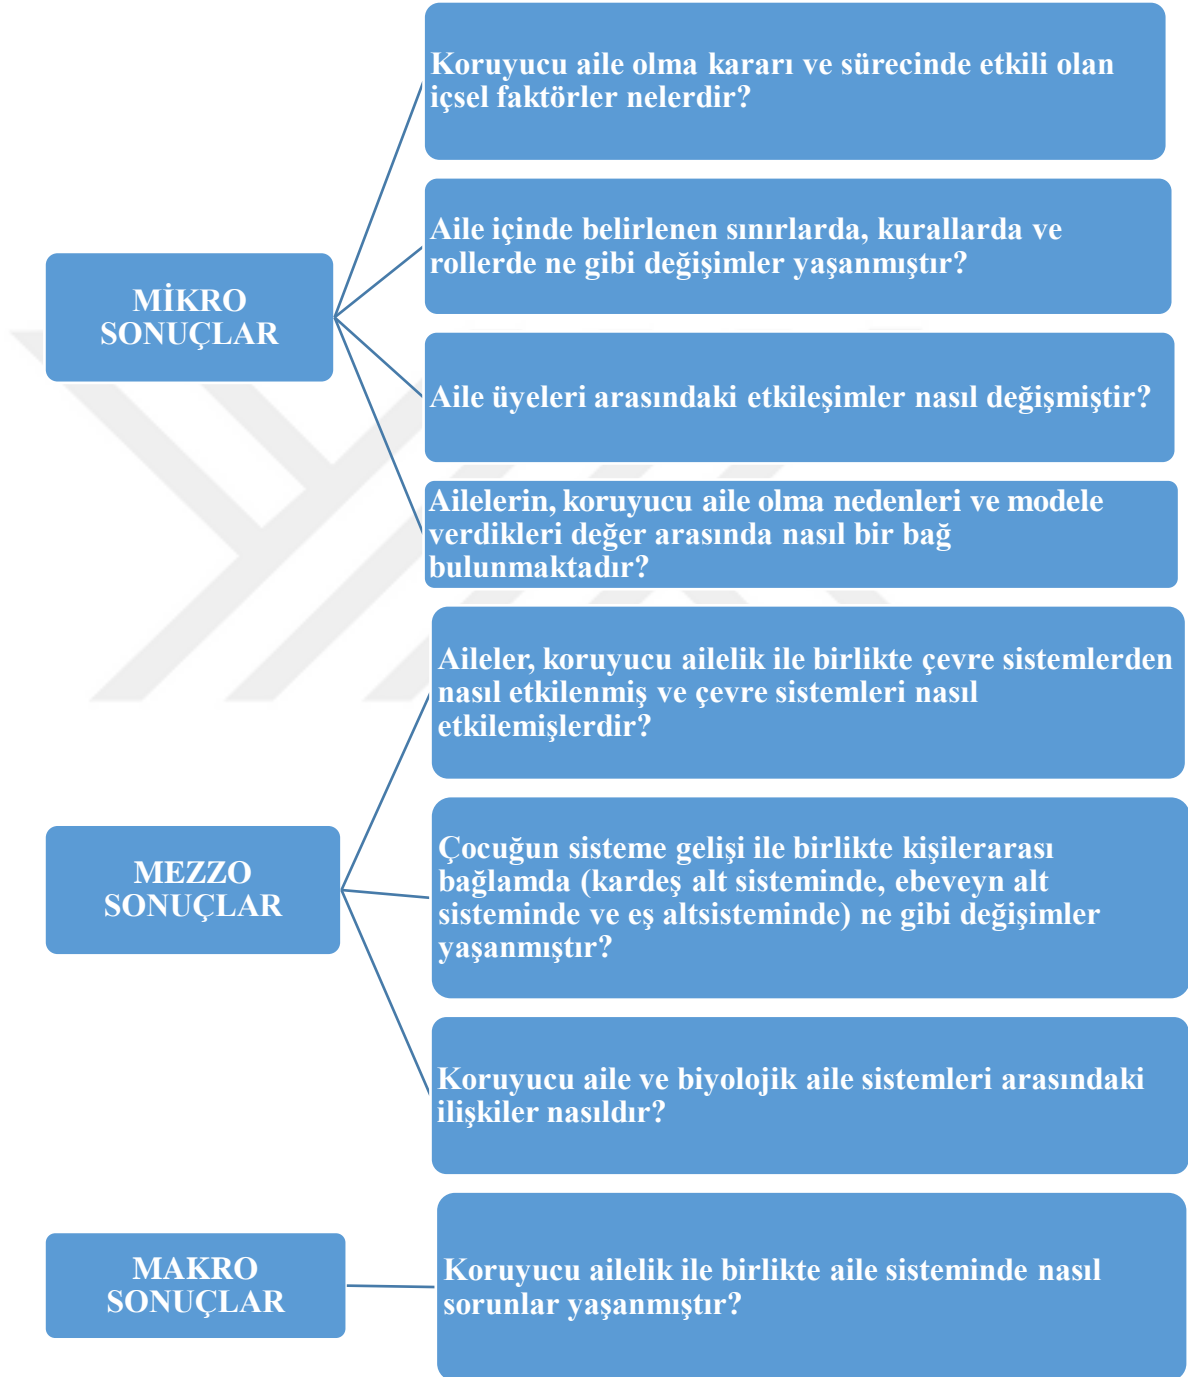 Koruyucu aile olma kararı ve sürecinde etkili olan
içsel faktörler nelerdir?
Aile içinde belirlenen sınırlarda, kurallarda ve
rollerde ne gibi değişimler yaşanmıştır?
MİKRO
SONUÇLAR
Aile üyeleri arasındaki etkileşimler nasıl değişmiştir?
Ailelerin, koruyucu aile olma nedenleri ve modele
verdikleri değer arasında nasıl bir bağ
bulunmaktadır?
Aileler, koruyucu ailelik ile birlikte çevre sistemlerden
nasıl etkilenmiş ve çevre sistemleri nasıl
etkilemişlerdir?
MEZZO
SONUÇLAR
Çocuğun sisteme gelişi ile birlikte kişilerarası
bağlamda (kardeş alt sisteminde, ebeveyn alt
sisteminde ve eş altsisteminde) ne gibi değişimler
yaşanmıştır?
Koruyucu aile ve biyolojik aile sistemleri arasındaki
ilişkiler nasıldır?
MAKRO
SONUÇLAR
Koruyucu ailelik ile birlikte aile sisteminde nasıl
sorunlar yaşanmıştır?